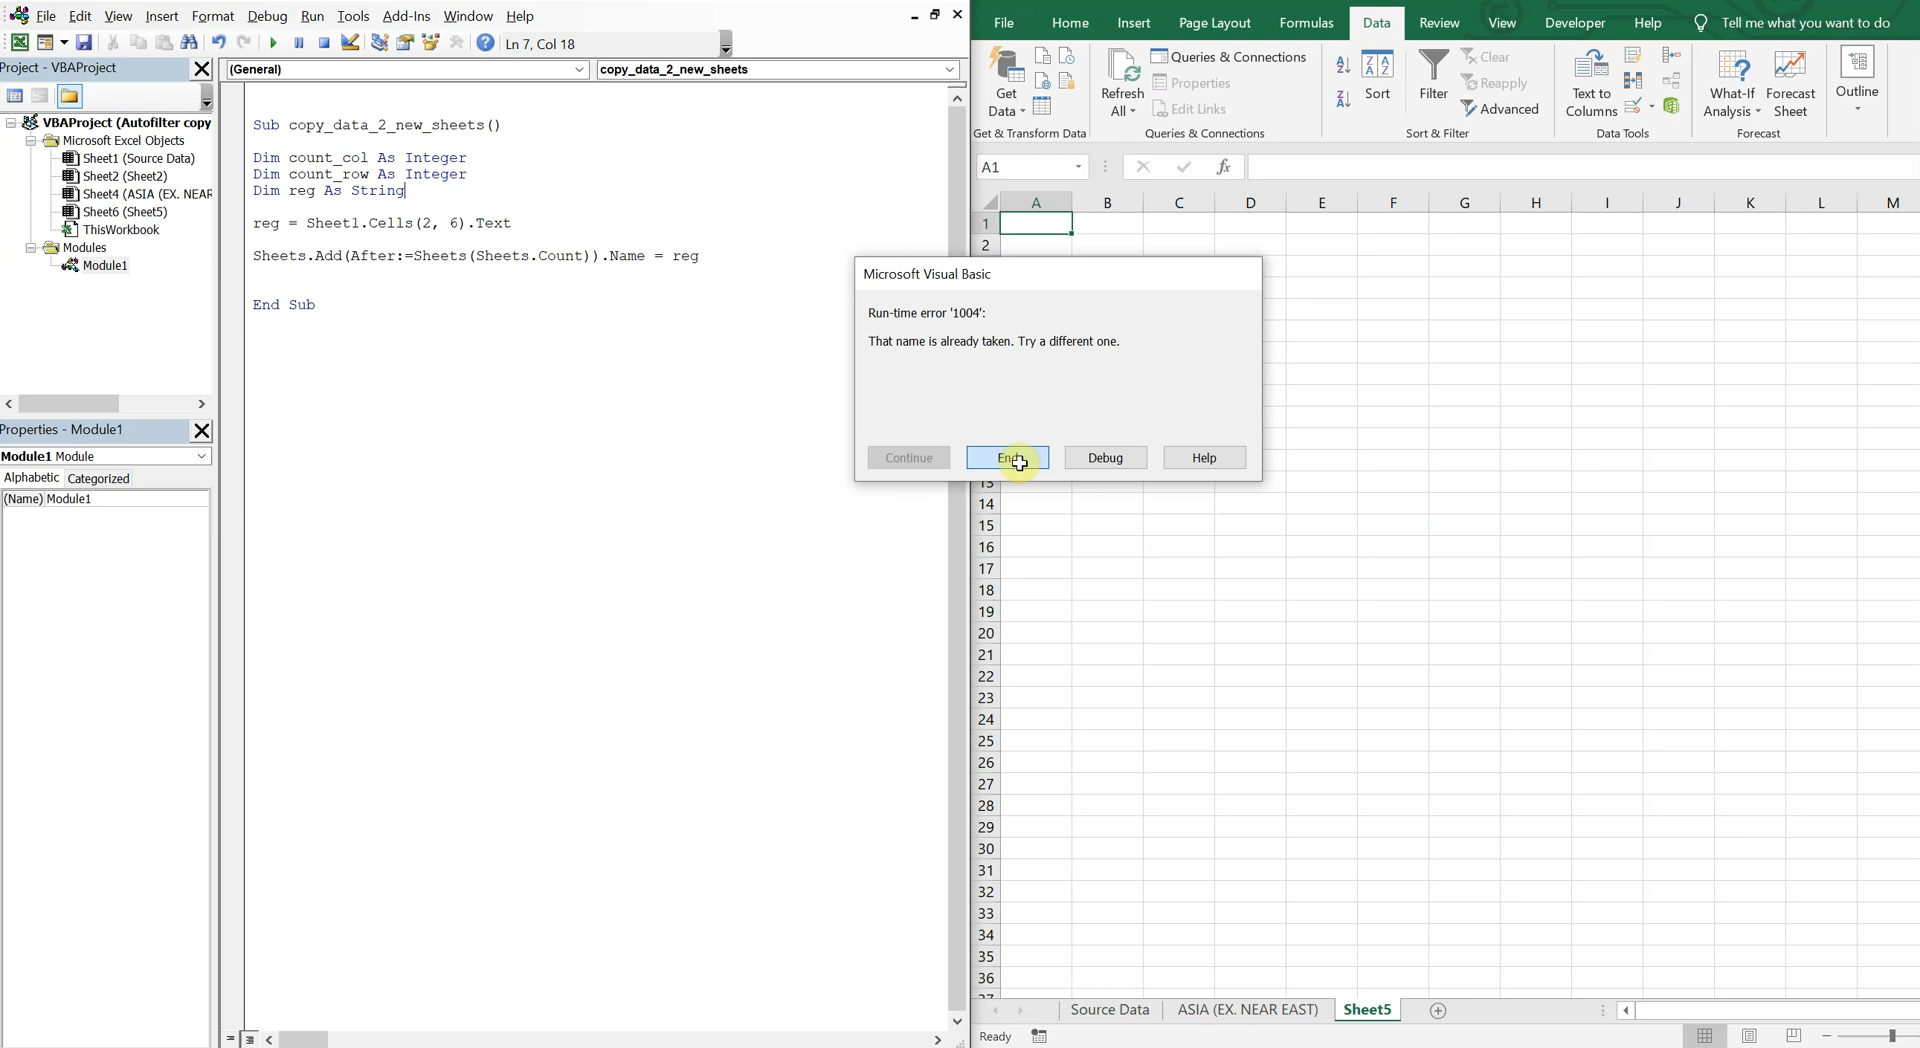 File Edit View Insert Format Debug Run Tools Add-Ins Window Help
Ln 7, Col 18
Project - VBAProject
(General)
copy_data_2_new_sheets
VBAProject (Autofilter copy
Microsoft Excel Objects
Sheet1 (Source Data)
Sheet2 (Sheet2)
Sheet4 (ASIA (EX. NEAR
Sheet6 (Sheet5)
ThisWorkbook
Modules
Module1
Properties - Module1
Module1 Module
Alphabetic Categorized
(Name) Module1
Sub copy_data_2_new_sheets()
Dim count_col As Integer
Dim count_row As Integer
Dim reg As String
reg = Sheet1.Cells(2, 6).Text
Sheets.Add(After:=Sheets(Sheets.Count)).Name = reg
End Sub
File Home Insert Page Layout Formulas Data Review View Developer Help Tell me what you want to do
Get Data
Refresh All
Queries & Connections
Properties
Edit Links
Sort
Filter
Clear
Reapply
Advanced
Text to Columns
What-If Analysis
Forecast Sheet
Outline
Get & Transform Data
Queries & Connections
Sort & Filter
Data Tools
Forecast
A1
fx
A B C D E F G H I J K L M
1
2
Microsoft Visual Basic
Run-time error '1004':
That name is already taken. Try a different one.
Continue End Debug Help
13
14
15
16
17
18
19
20
21
22
23
24
25
26
27
28
29
30
31
32
33
34
35
36
37
Source Data ASIA (EX. NEAR EAST) Sheet5
Ready